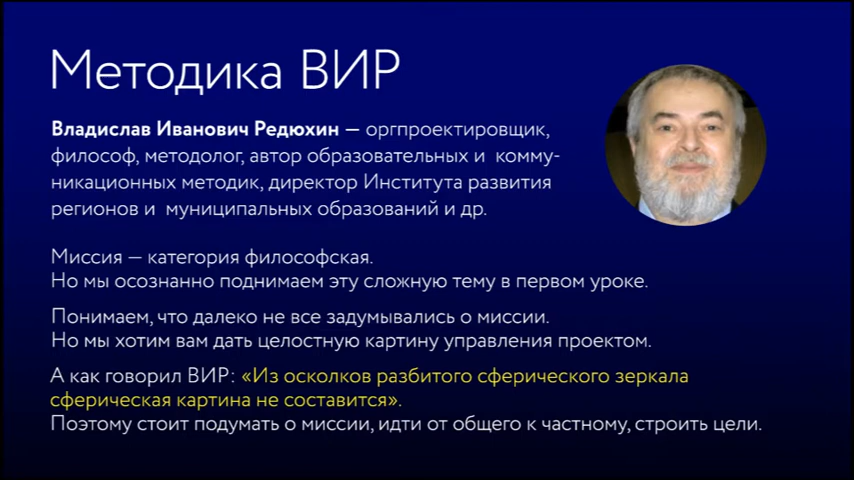 Методика ВИР
Владислав Иванович Редюхин — оргпроектировщик,
философ, методолог, автор образовательных и комму-
никационных методик, директор Института развития
регионов и муниципальных образований и др.
Миссия — категория философская.
Но мы осознанно поднимаем эту сложную тему в первом уроке.
Понимаем, что далеко не все задумывались о миссии.
Но мы хотим вам дать целостную картину управления проектом.
А как говорил ВИР: «Из осколков разбитого сферического зеркала
сферическая картина не составится».
Поэтому стоит подумать о миссии, идти от общего к частному, строить цели.